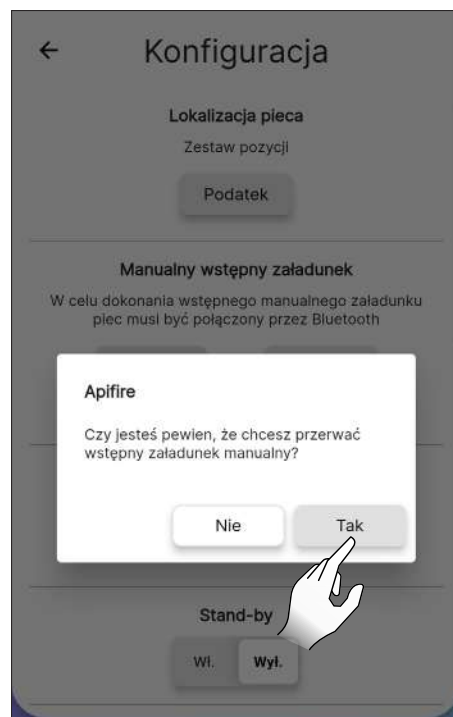 Konfiguracja
Lokalizacja pieca
Zestaw pozycji
Podatek
Manualny wstępny załadunek
W celu dokonania wstępnego manualnego załadunku
piec musi być połączony przez Bluetooth
Apifire
Czy jesteś pewien, że chcesz przerwać
wstępny załadunek manualny?
Nie
Tak
Stand-by
Wł.
Wył.